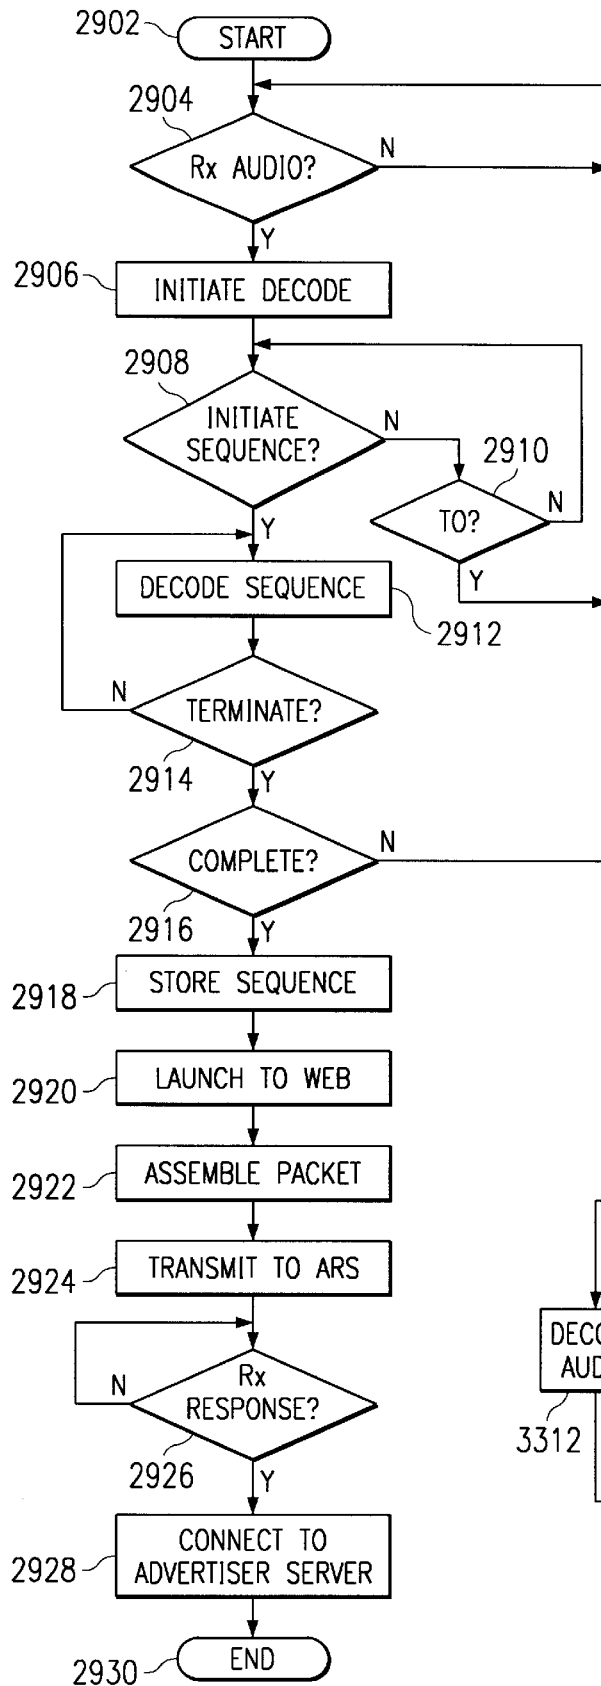 2902
START
2904
Rx AUDIO?
N
Y
2906
INITIATE DECODE
2908
INITIATE
SEQUENCE?
N
2910
TO?
N
Y
Y
DECODE SEQUENCE
2912
N
TERMINATE?
2914
Y
COMPLETE?
N
2916
Y
STORE SEQUENCE
2918
LAUNCH TO WEB
2920
ASSEMBLE PACKET
2922
TRANSMIT TO ARS
2924
Rx
RESPONSE?
N
2926
Y
CONNECT TO
ADVERTISER SERVER
2928
END
2930
DECO
AUD
3312